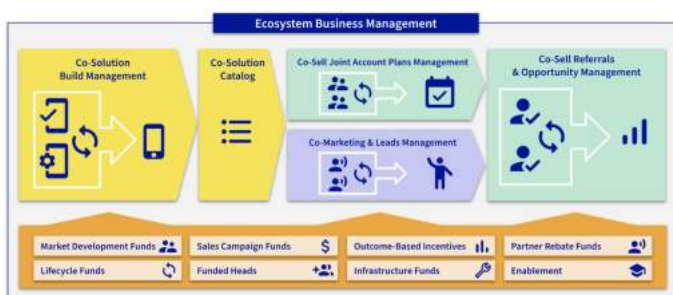 Ecosystem Business Management
Co-Solution
Build Management
Co-Solution
Catalog
Co-Sell Joint Account Plans Management
Co-Marketing & Leads Management
Co-Sell Referrals
& Opportunity Management
Market Development Funds
Sales Campaign Funds
$
Outcome-Based Incentives
Partner Rebate Funds
Lifecycle Funds
Funded Heads
Infrastructure Funds
Enablement